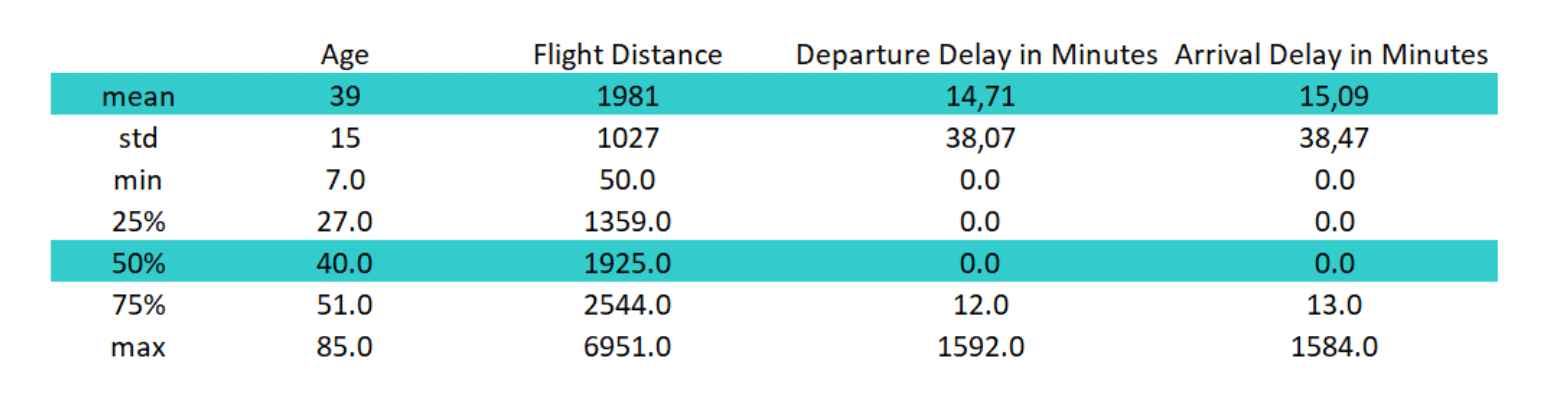 Age Flight Distance Departure Delay in Minutes Arrival Delay in Minutes
mean 39 1981 14,71 15,09
std 15 1027 38,07 38,47
min 7.0 50.0 0.0 0.0
25% 27.0 1359.0 0.0 0.0
50% 40.0 1925.0 0.0 0.0
75% 51.0 2544.0 12.0 13.0
max 85.0 6951.0 1592.0 1584.0